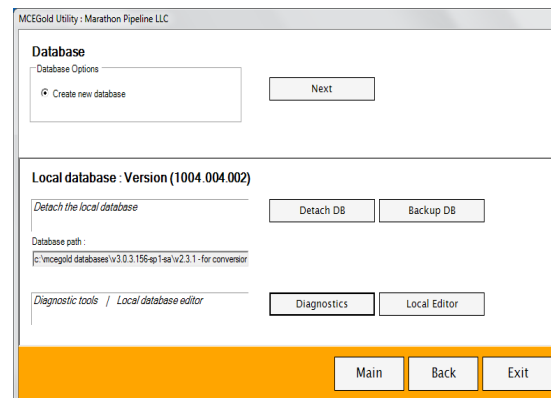 MCEGold Utility : Marathon Pipeline LLC
Database
Database Options
Create new database
Next
Local database : Version (1004.004.002)
Detach the local database
Detach DB
Backup DB
Database path :
c:\mcegold databases\v3.0.3.156-sp1-sa\v2.3.1 - for conversion
Diagnostic tools / Local database editor
Diagnostics
Local Editor
Main
Back
Exit